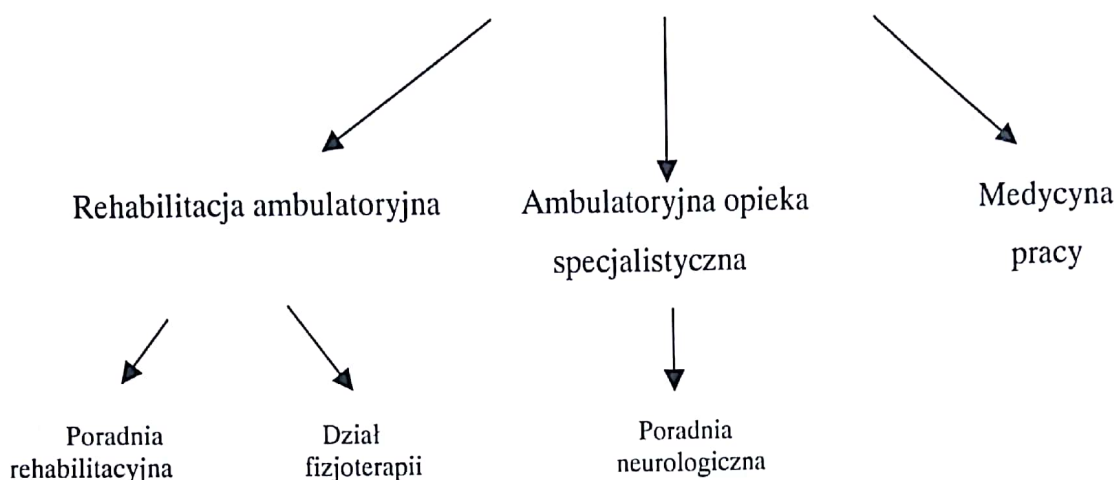 Rehabilitacja ambulatoryjna
Ambulatoryjna opieka
specjalistyczna
Medycyna
pracy
Poradnia
rehabilitacyjna
Dział
fizjoterapii
Poradnia
neurologiczna